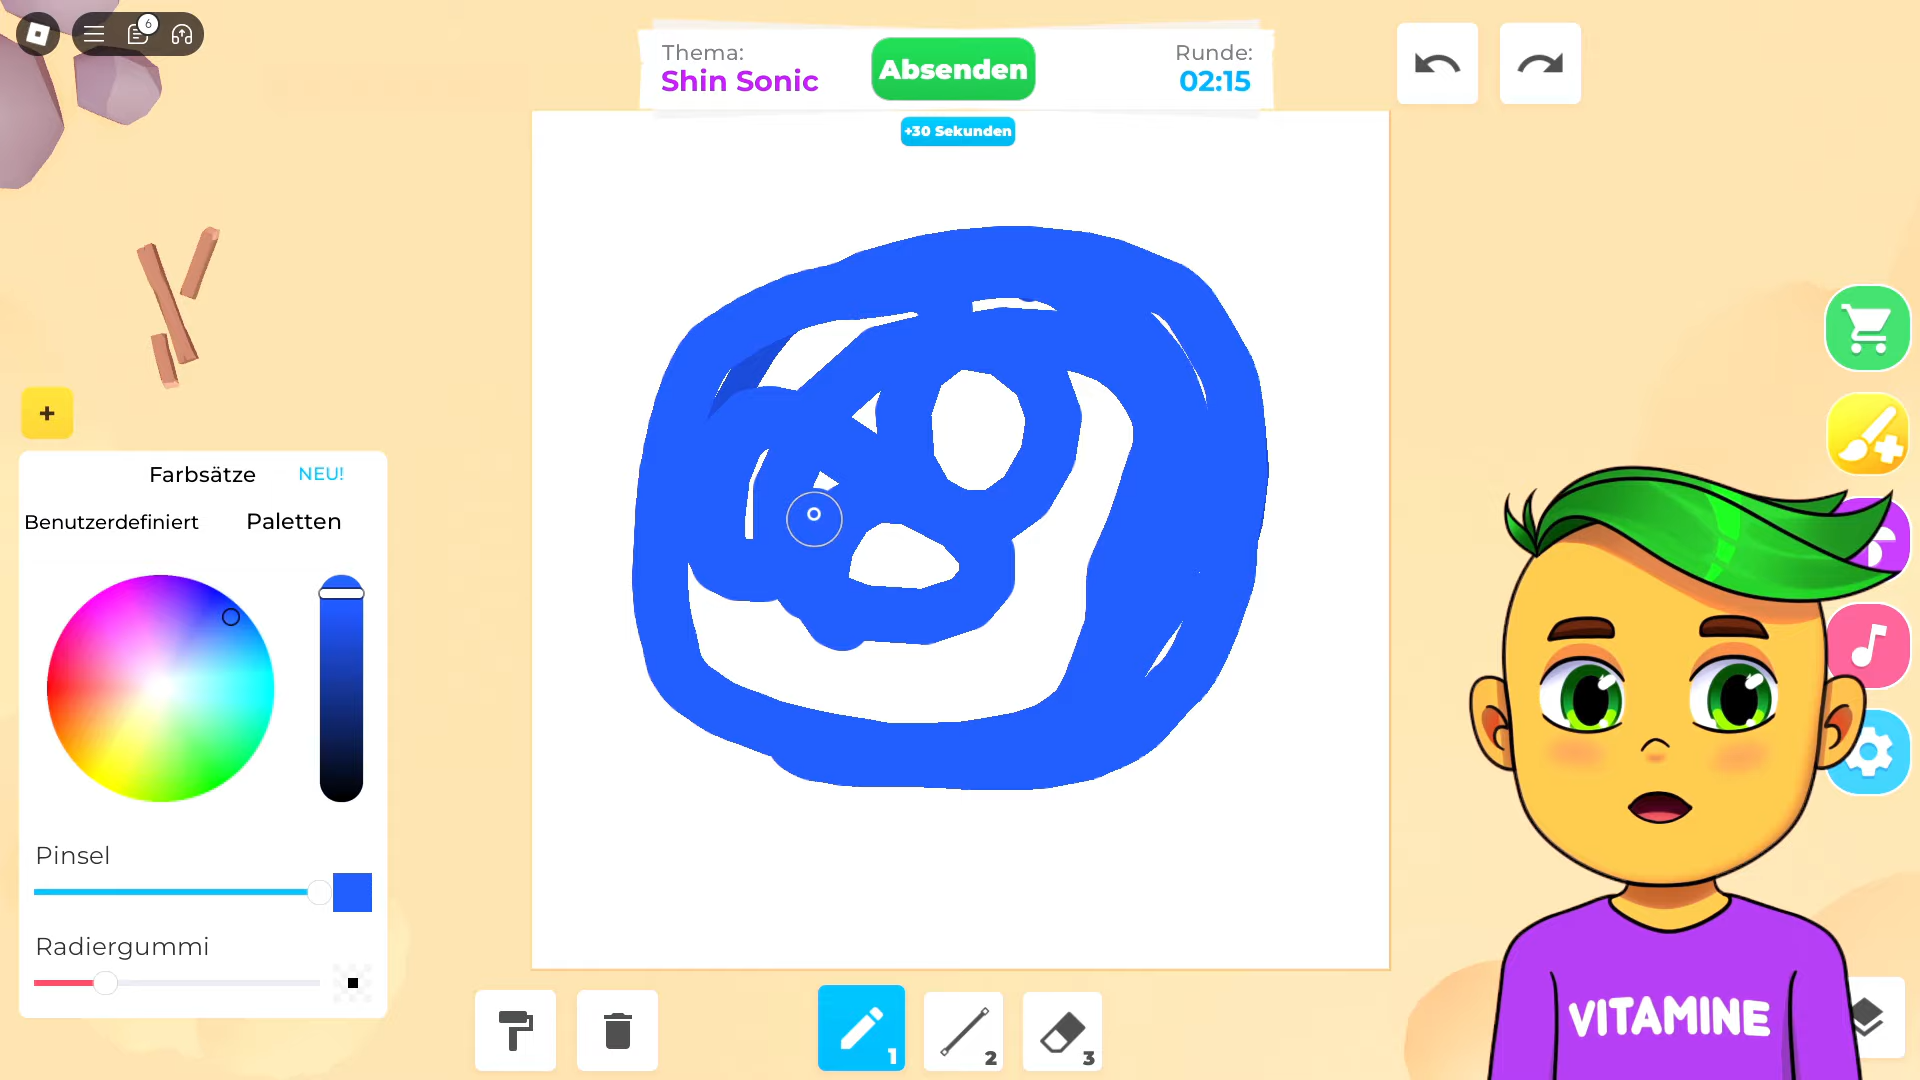 6
Thema:
Shin Sonic
Absenden
Runde:
02:15
+30 Sekunden
+
Farbsätze
NEU!
Benutzerdefiniert
Paletten
Pinsel
Radiergummi
1
2
3
VITAMINE